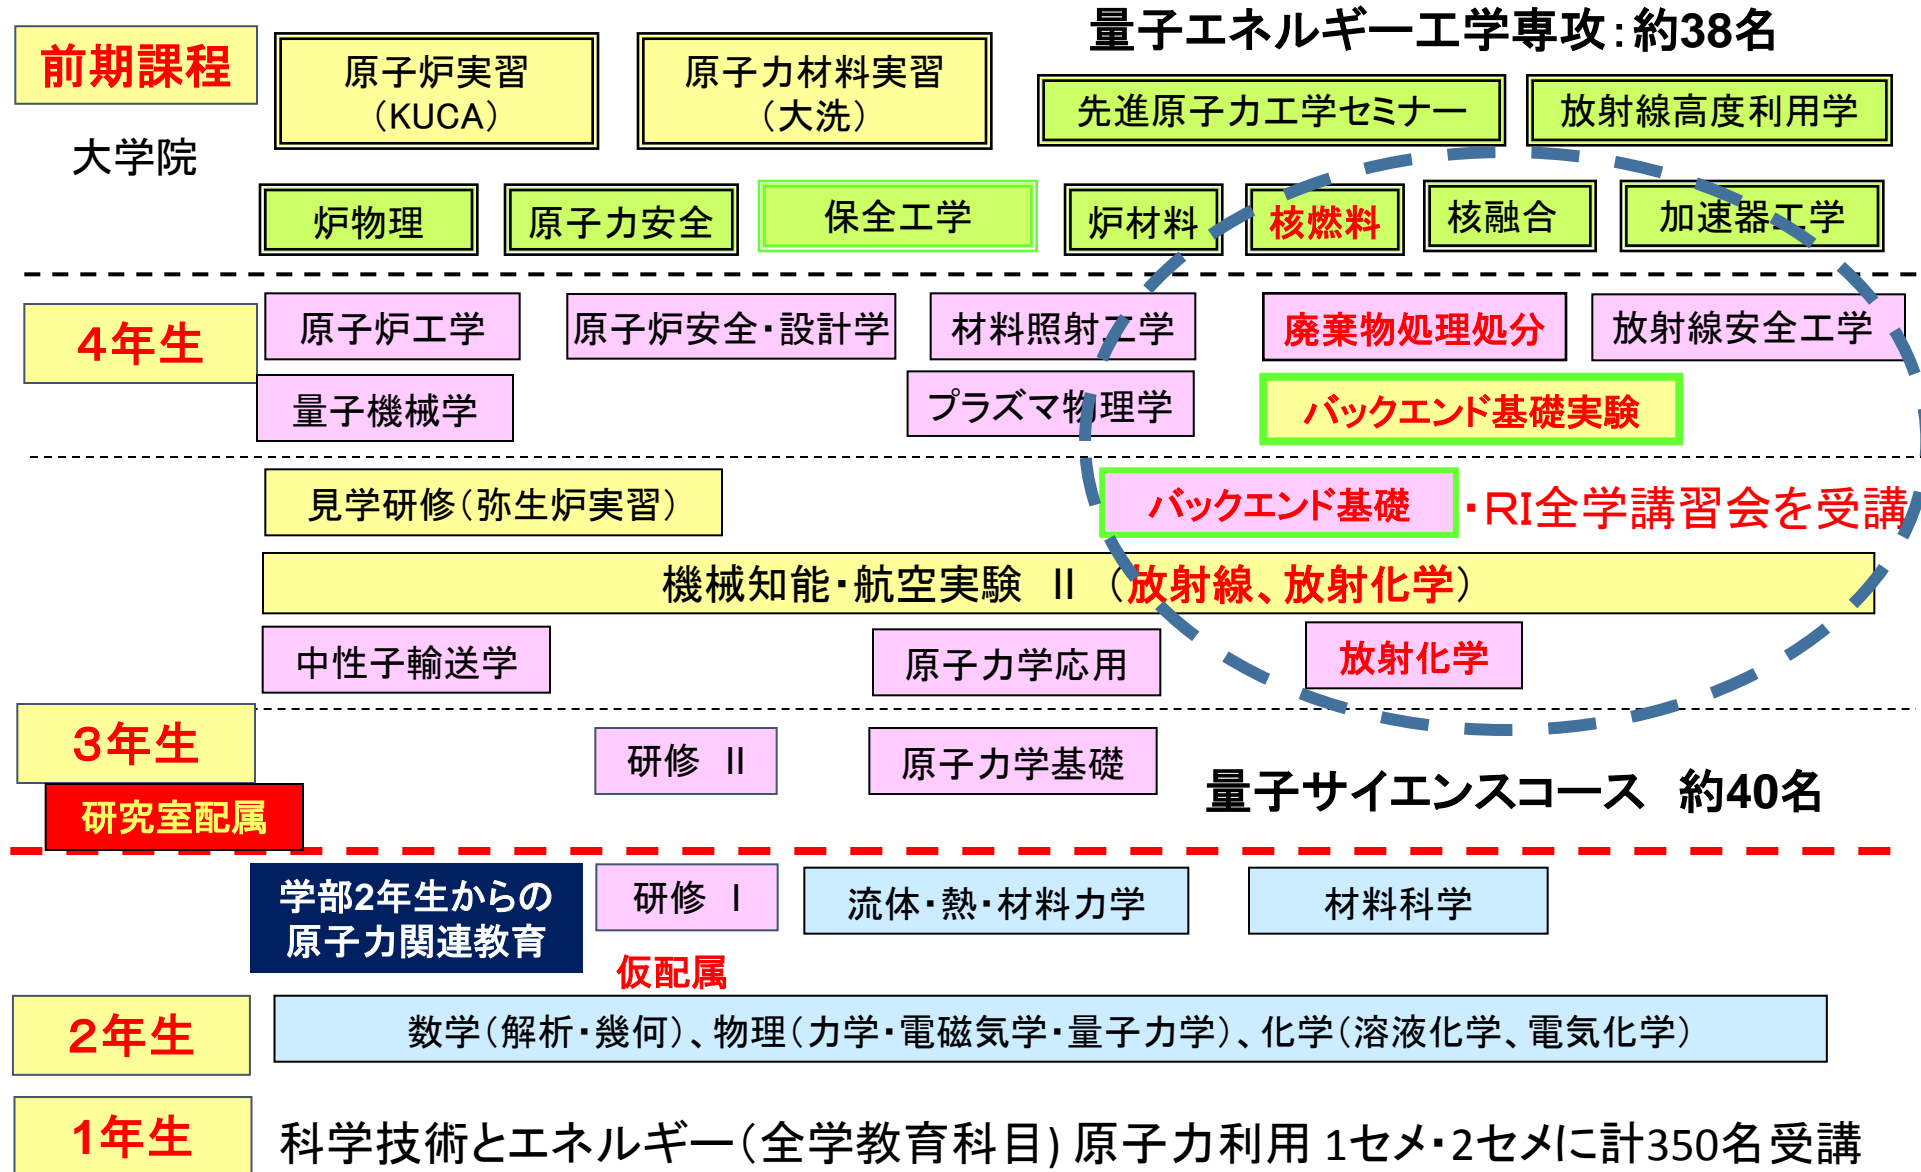 量子エネルギー工学専攻：約38名
前期課程
原子炉実習
（KUCA）
原子力材料実習
（大洗）
先進原子力工学セミナー
放射線高度利用学
大学院
炉物理
原子力安全
保全工学
炉材料
核燃料
核融合
加速器工学
４年生
原子炉工学
原子炉安全・設計学
材料照射工学
廃棄物処理処分
放射線安全工学
量子機械学
プラズマ物理学
バックエンド基礎実験
見学研修（弥生炉実習）
バックエンド基礎
・RI全学講習会を受講
機械知能・航空実験 Ⅱ （放射線、放射化学）
中性子輸送学
原子力学応用
放射化学
３年生
研修 Ⅱ
原子力学基礎
量子サイエンスコース 約40名
研究室配属
学部2年生からの
原子力関連教育
研修 Ⅰ
流体・熱・材料力学
材料科学
仮配属
２年生
数学（解析・幾何）、物理（力学・電磁気学・量子力学）、化学（溶液化学、電気化学）
1年生
科学技術とエネルギー（全学教育科目) 原子力利用 1セメ・2セメに計350名受講